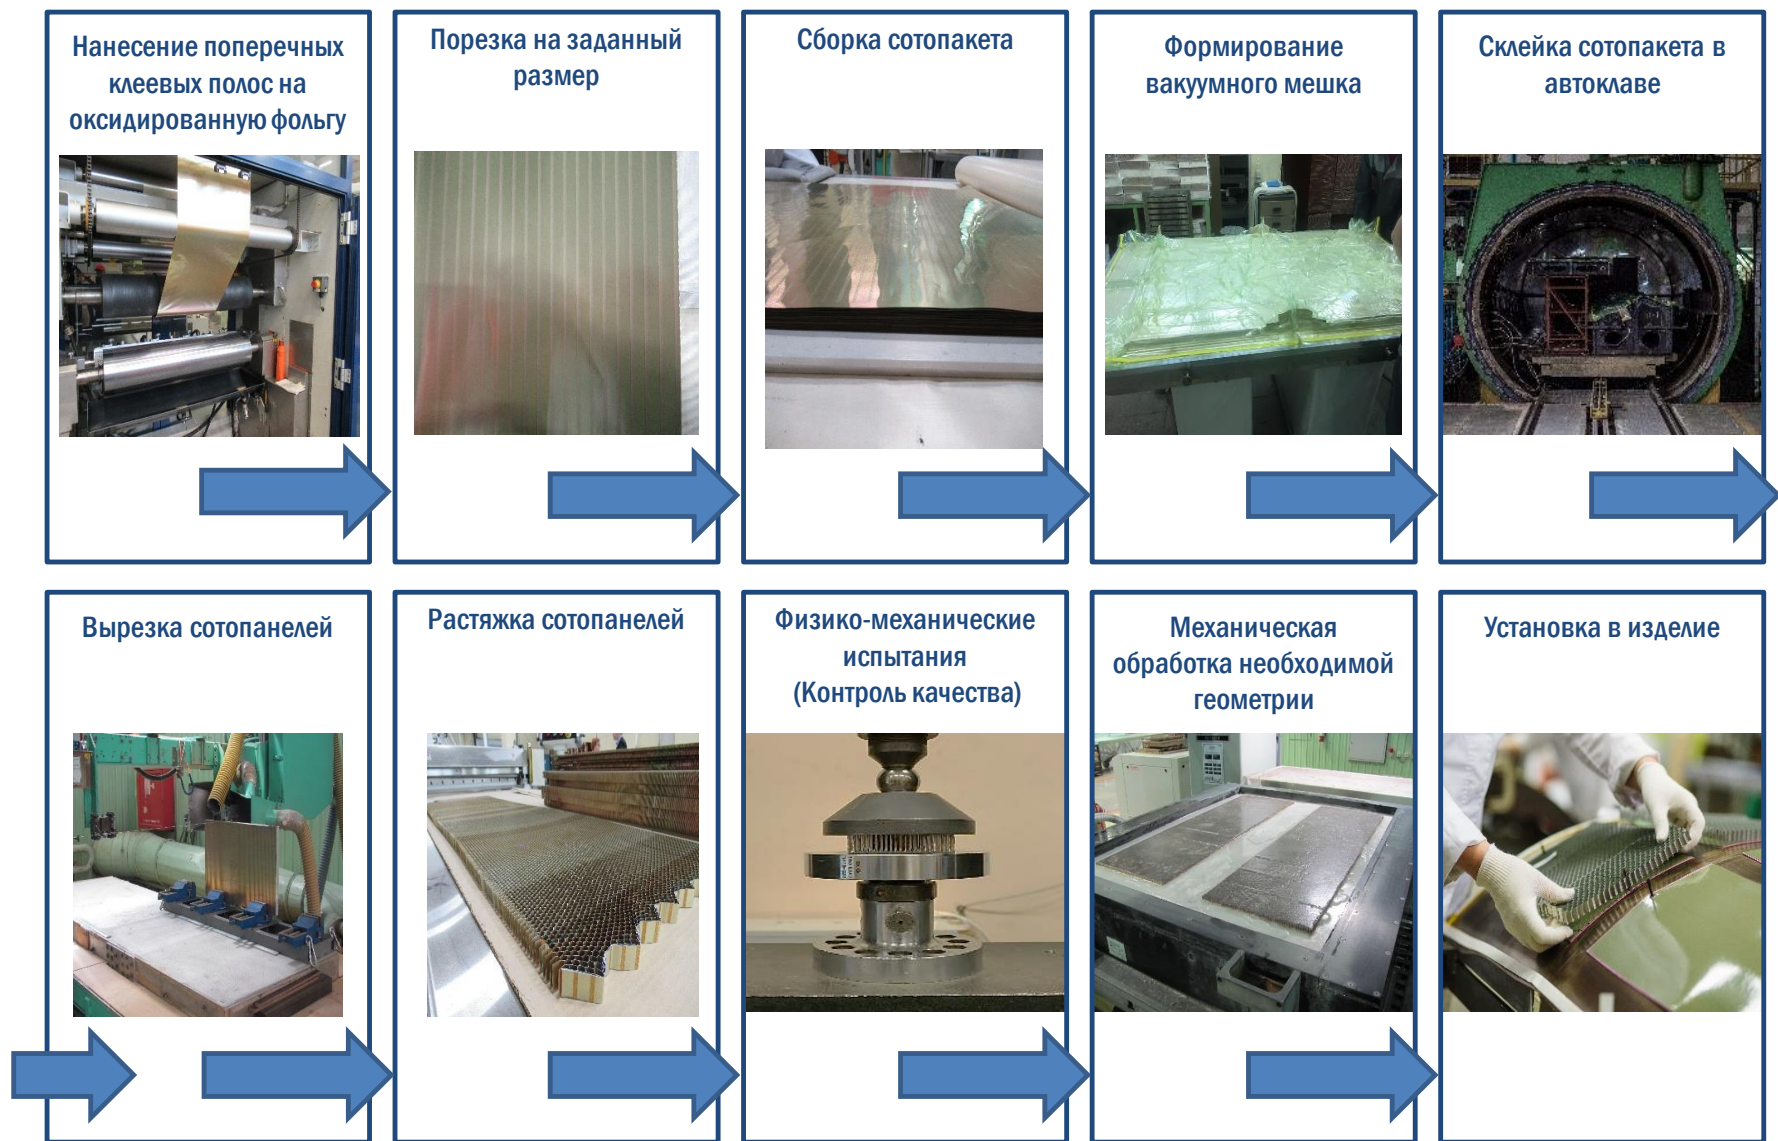 Нанесение поперечных
клеевых полос на
оксидированную фольгу
Порезка на заданный
размер
Сборка сотопакета
Формирование
вакуумного мешка
Склейка сотопакета в
автоклаве
Вырезка сотопанелей
Растяжка сотопанелей
Физико-механические
испытания
(Контроль качества)
Механическая
обработка необходимой
геометрии
Установка в изделие